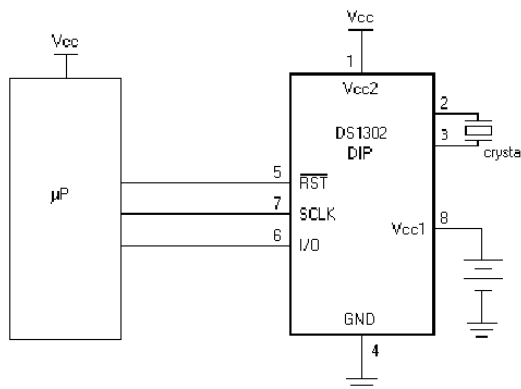 Vcc
Vcc
1
Vcc2
2
DS1302
DIP
3
crysta
µP
5
RST
7
SCLK
6
I/O
Vcc1
8
GND
4